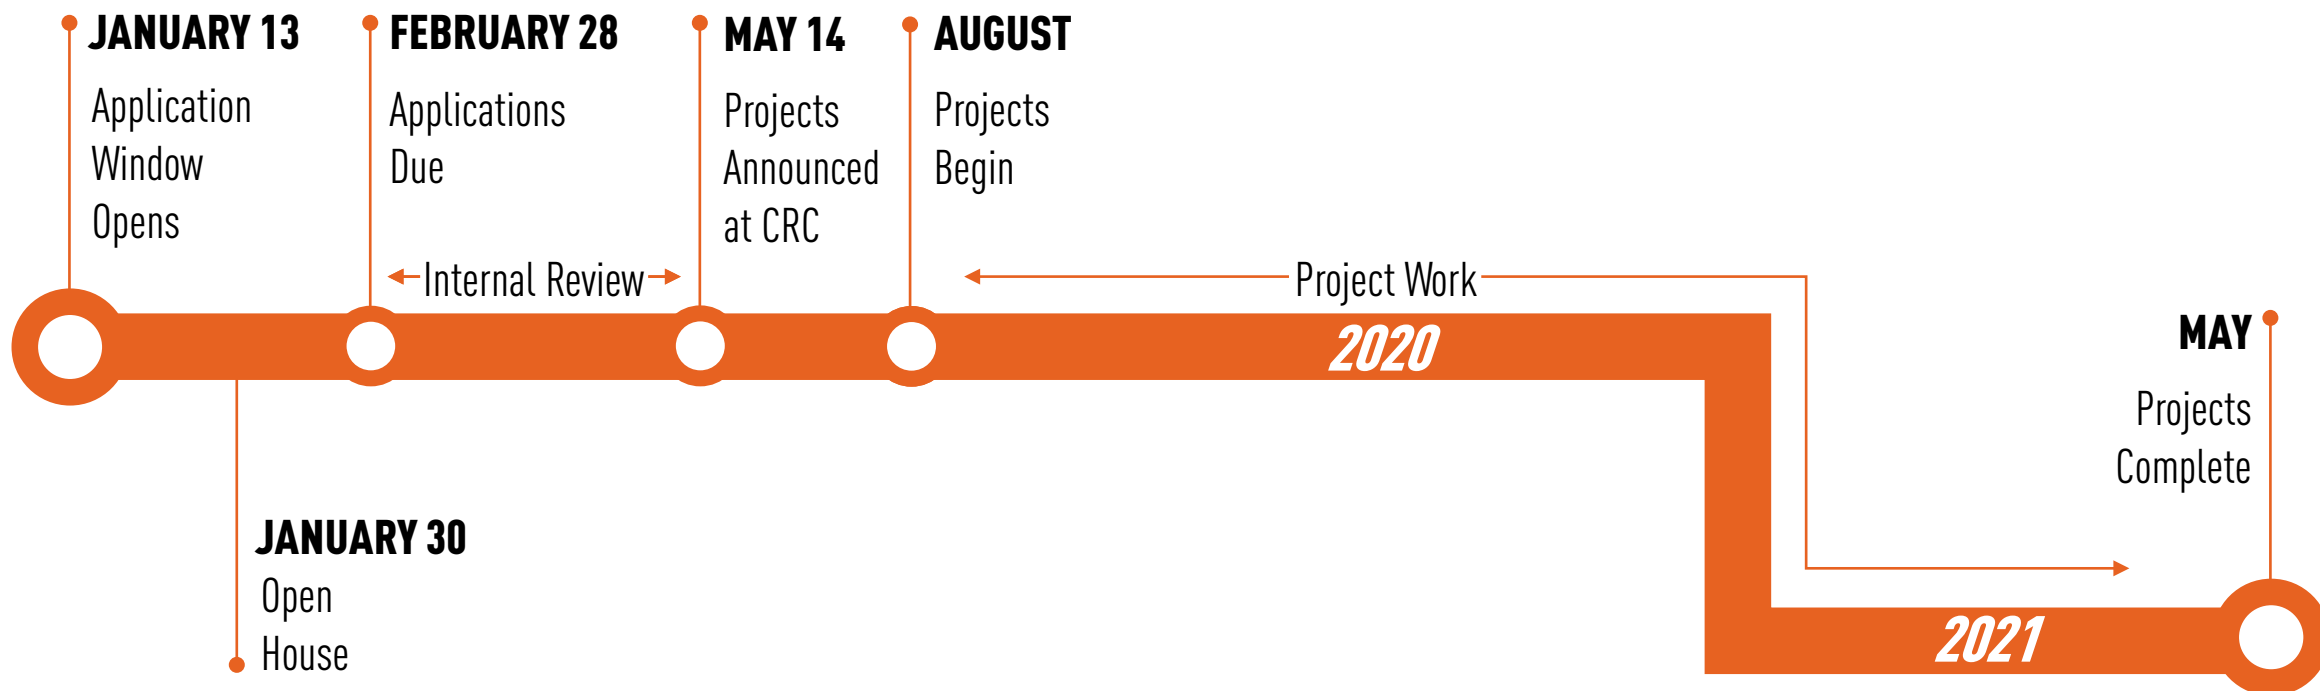 JANUARY 13
Application
Window
Opens
FEBRUARY 28
Applications
Due
MAY 14
Projects
Announced
at CRC
AUGUST
Projects
Begin
Internal Review
Project Work
2020
MAY
Projects
Complete
JANUARY 30
Open
House
2021